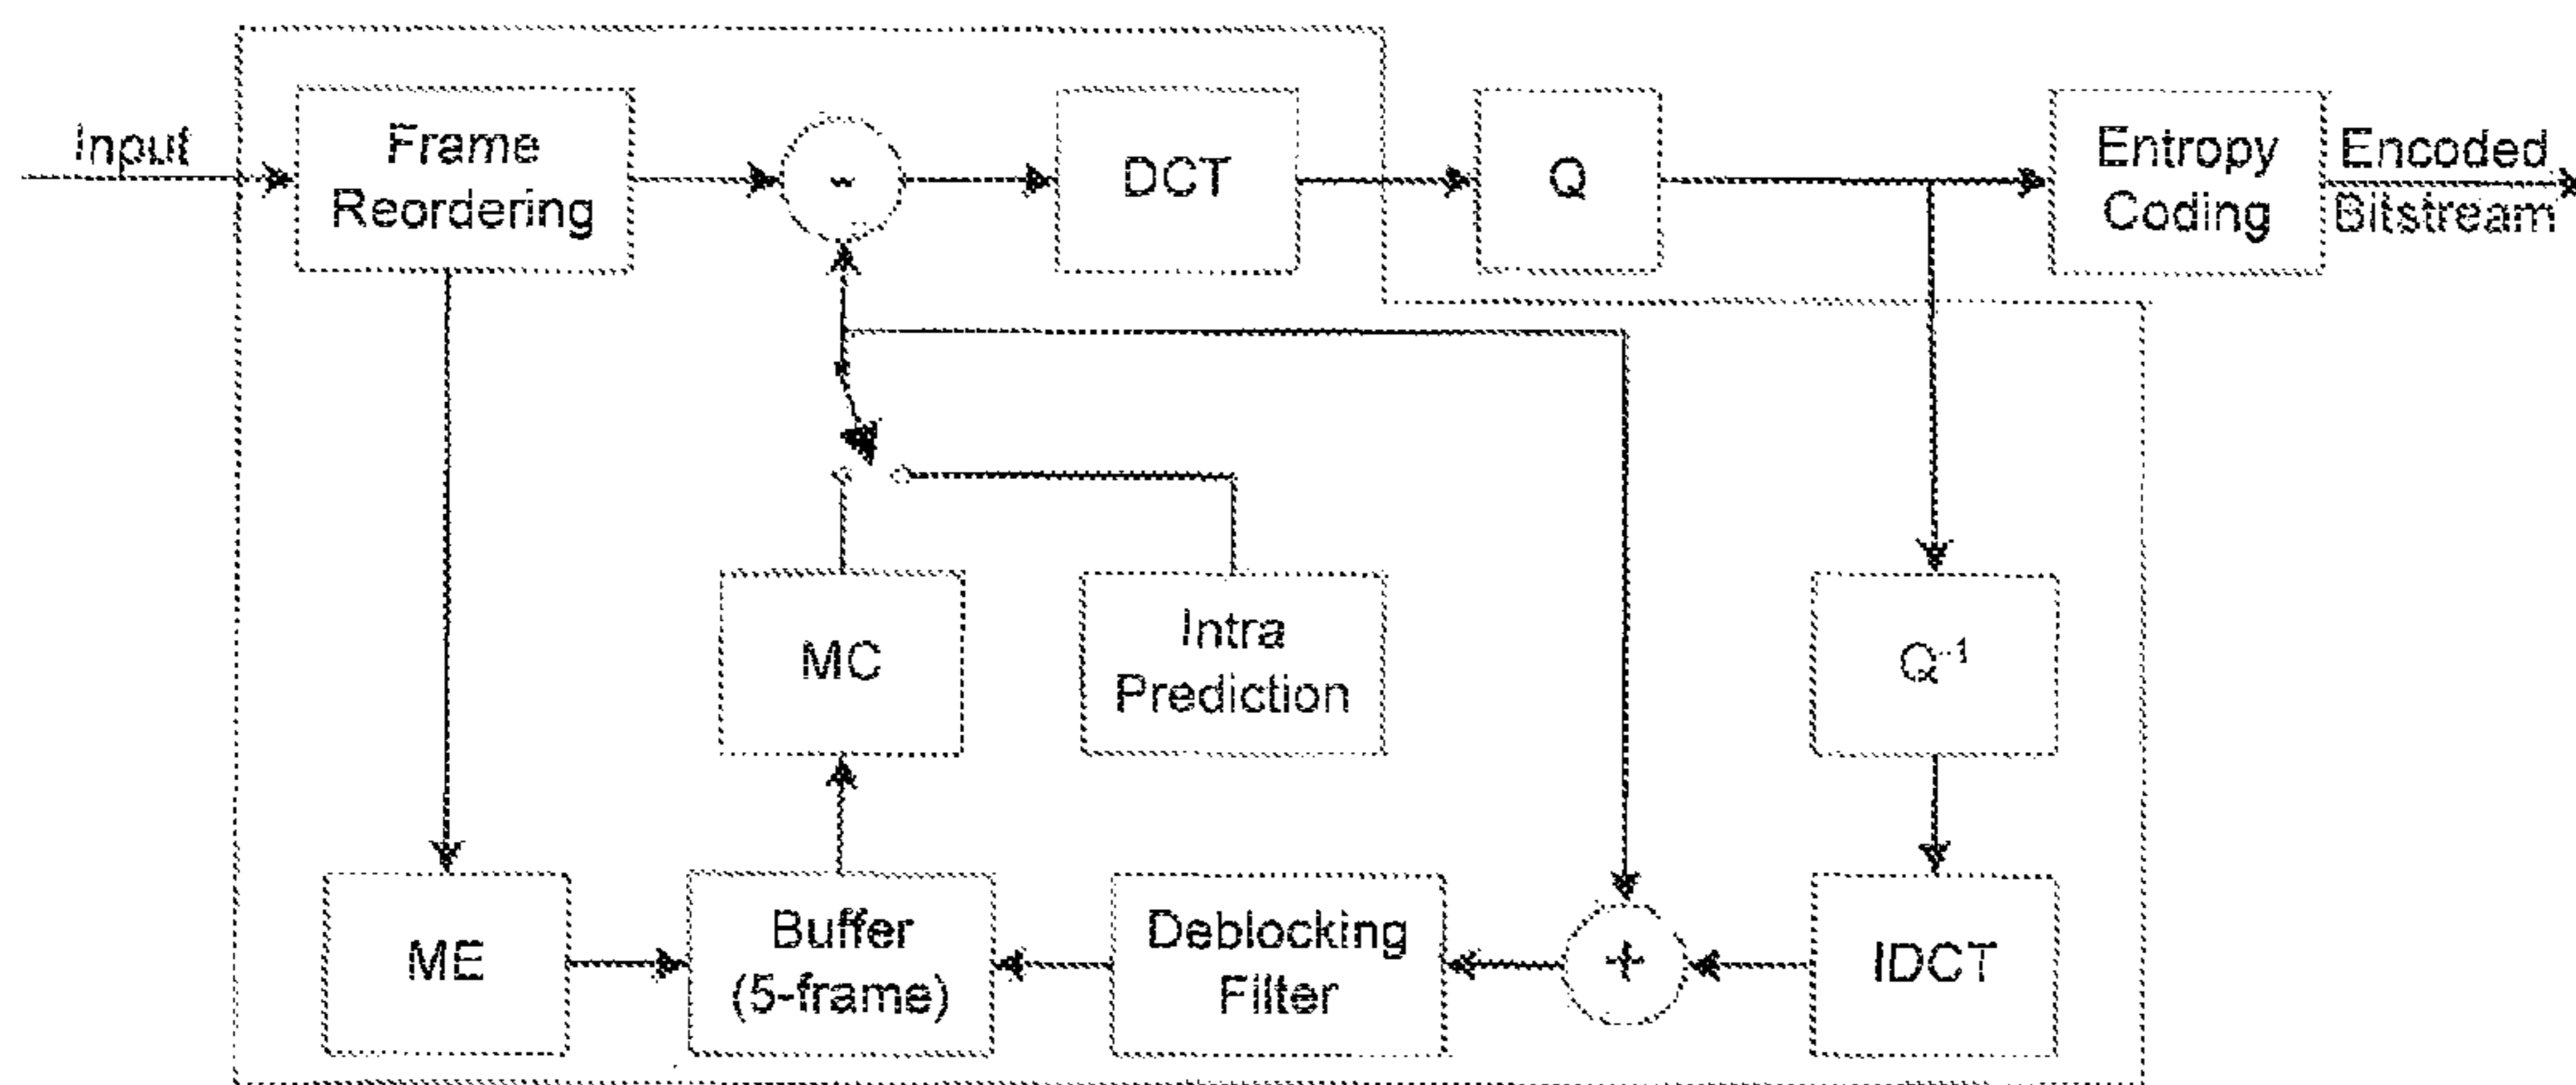 Input
Frame
Reordering
-
DCT
Q
Entropy
Coding
Encoded
Bitstream
MC
Intra
Prediction
Q-1
ME
Buffer
(5-frame)
Deblocking
Filter
+
IDCT